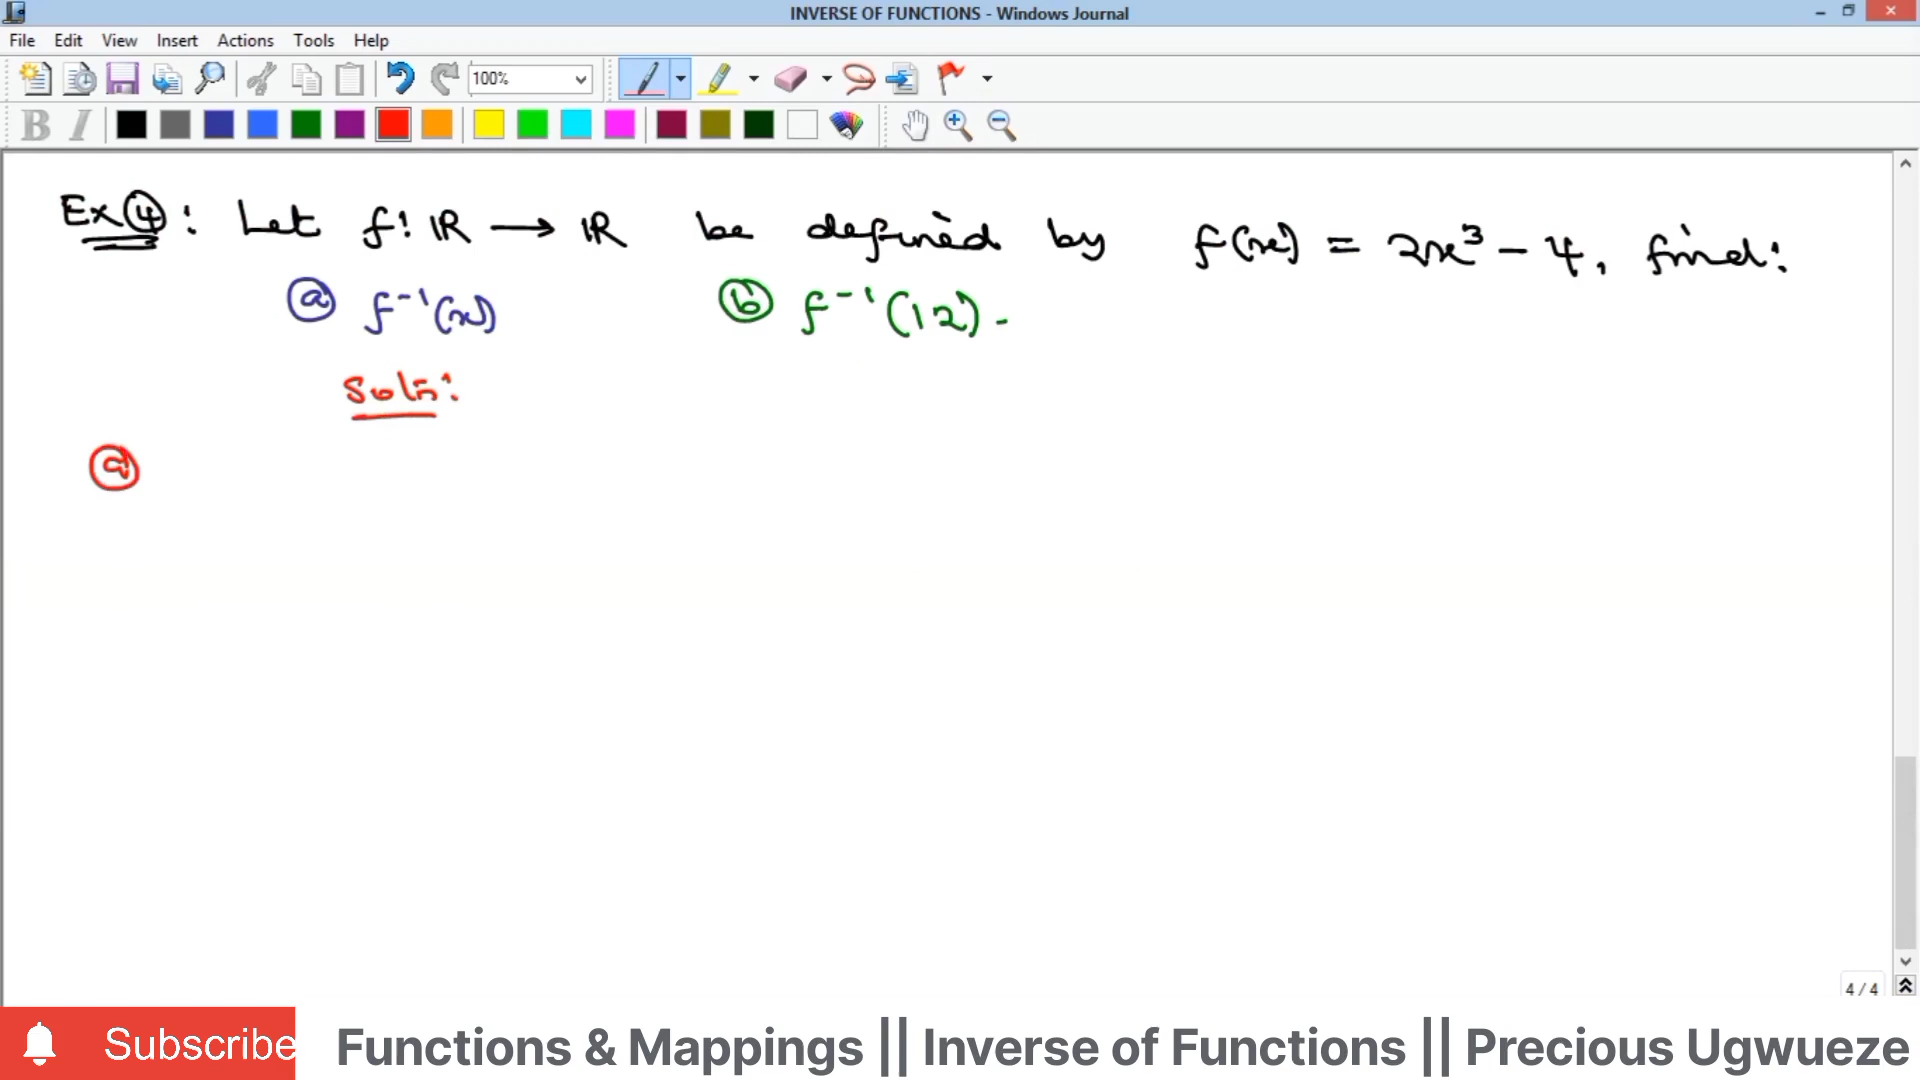 INVERSE OF FUNCTIONS - Windows Journal
File Edit View Insert Actions Tools Help
100%
B I
Ex④: Let f: ℝ → ℝ be defined by f(x) = 2x³ - 4, find:
ⓐ f⁻¹(x) ⓑ f⁻¹(12).
Soln:
ⓐ
4 / 4
Subscribe Functions & Mappings || Inverse of Functions || Precious Ugwueze